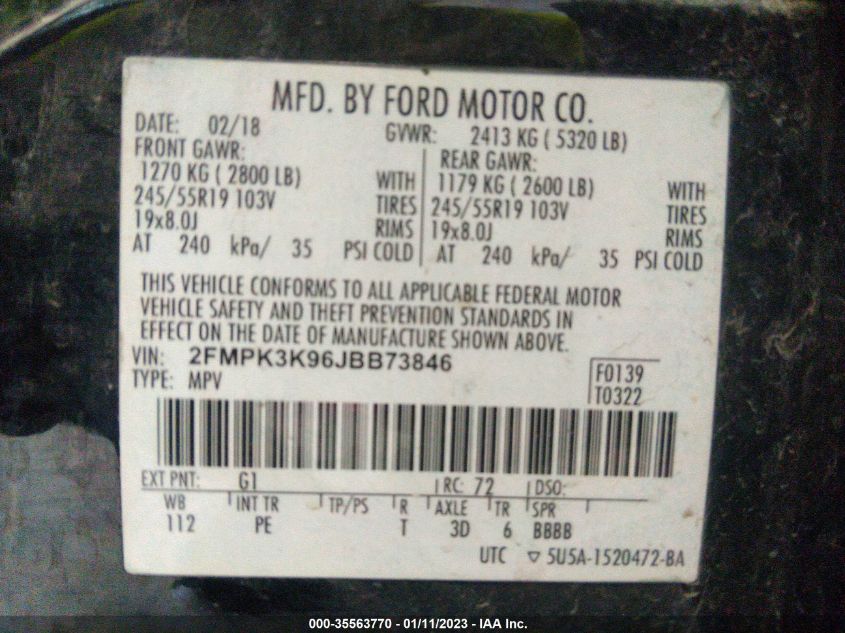 MFD. BY FORD MOTOR CO.
DATE: 02/18 GVWR: 2413 KG ( 5320 LB)
FRONT GAWR: REAR GAWR:
1270 KG ( 2800 LB) WITH 1179 KG ( 2600 LB) WITH
245/55R19 103V TIRES 245/55R19 103V TIRES
19x8.0J RIMS 19x8.0J RIMS
AT 240 kPa/ 35 PSI COLD AT 240 kPa/ 35 PSI COLD
THIS VEHICLE CONFORMS TO ALL APPLICABLE FEDERAL MOTOR
VEHICLE SAFETY AND THEFT PREVENTION STANDARDS IN
EFFECT ON THE DATE OF MANUFACTURE SHOWN ABOVE.
VIN: 2FMPK3K96JBB73846
TYPE: MPV
F0139
T0322
EXT PNT: G1 RC: 72 DSO:
WB INT TR TP/PS R AXLE TR SPR
112 PE T 3D 6 BBBB
UTC ▽ 5U5A-1520472-BA
000-35563770 - 01/11/2023 - IAA Inc.